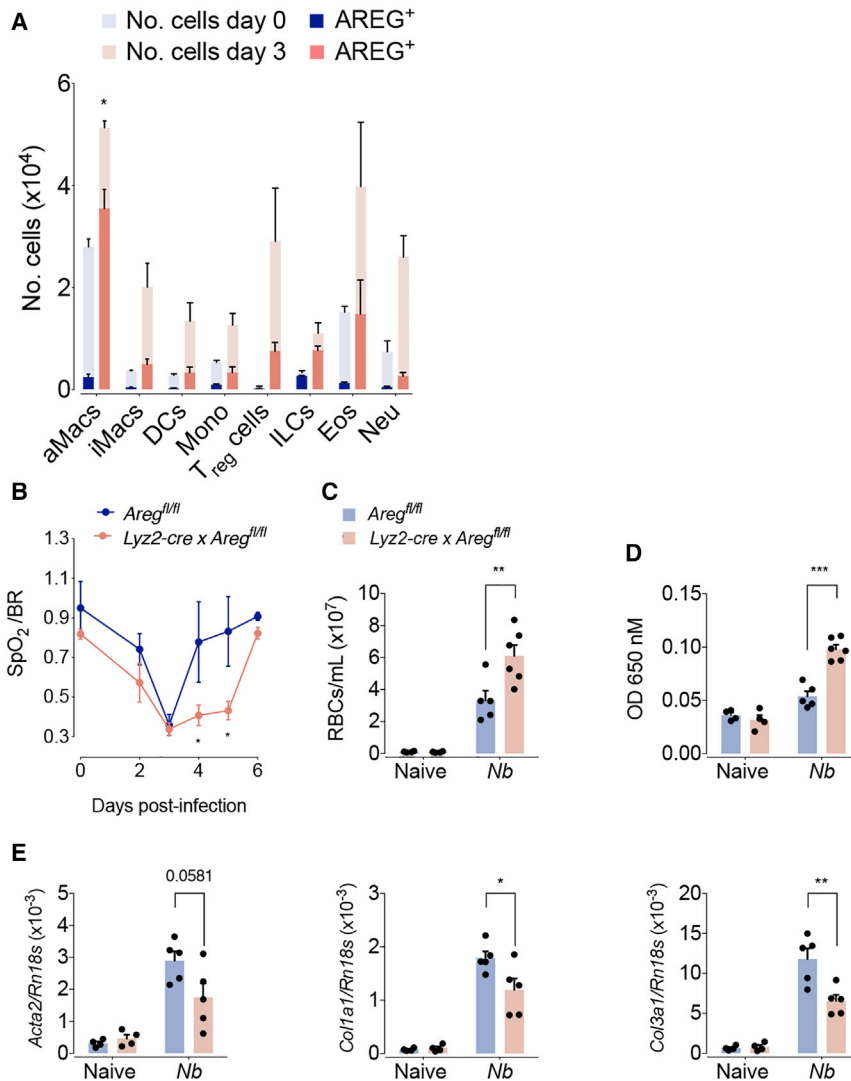 A
No. cells day 0 AREG+
No. cells day 3 AREG+
No. cells (x10⁴)
6
4
2
0
*
aMacs iMacs DCs Mono Treg cells ILCs Eos Neu
B
Areg^fl/fl
Lyz2-cre x Areg^fl/fl
SpO₂/BR
1.3
1.1
0.9
0.7
0.5
0.3
* *
0 2 4 6
Days post-infection
C
Areg^fl/fl
Lyz2-cre x Areg^fl/fl
RBCs/mL (x10⁷)
10
8
6
4
2
0
**
Naive Nb
D
OD 650 nM
0.15
0.10
0.05
0.00
***
Naive Nb
E
Acta2/Rn18s (x10⁻³)
5
4
3
2
1
0
0.0581
Naive Nb
Col1a1/Rn18s (x10⁻³)
3
2
1
0
*
Naive Nb
Col3a1/Rn18s (x10⁻³)
20
15
10
5
0
**
Naive Nb